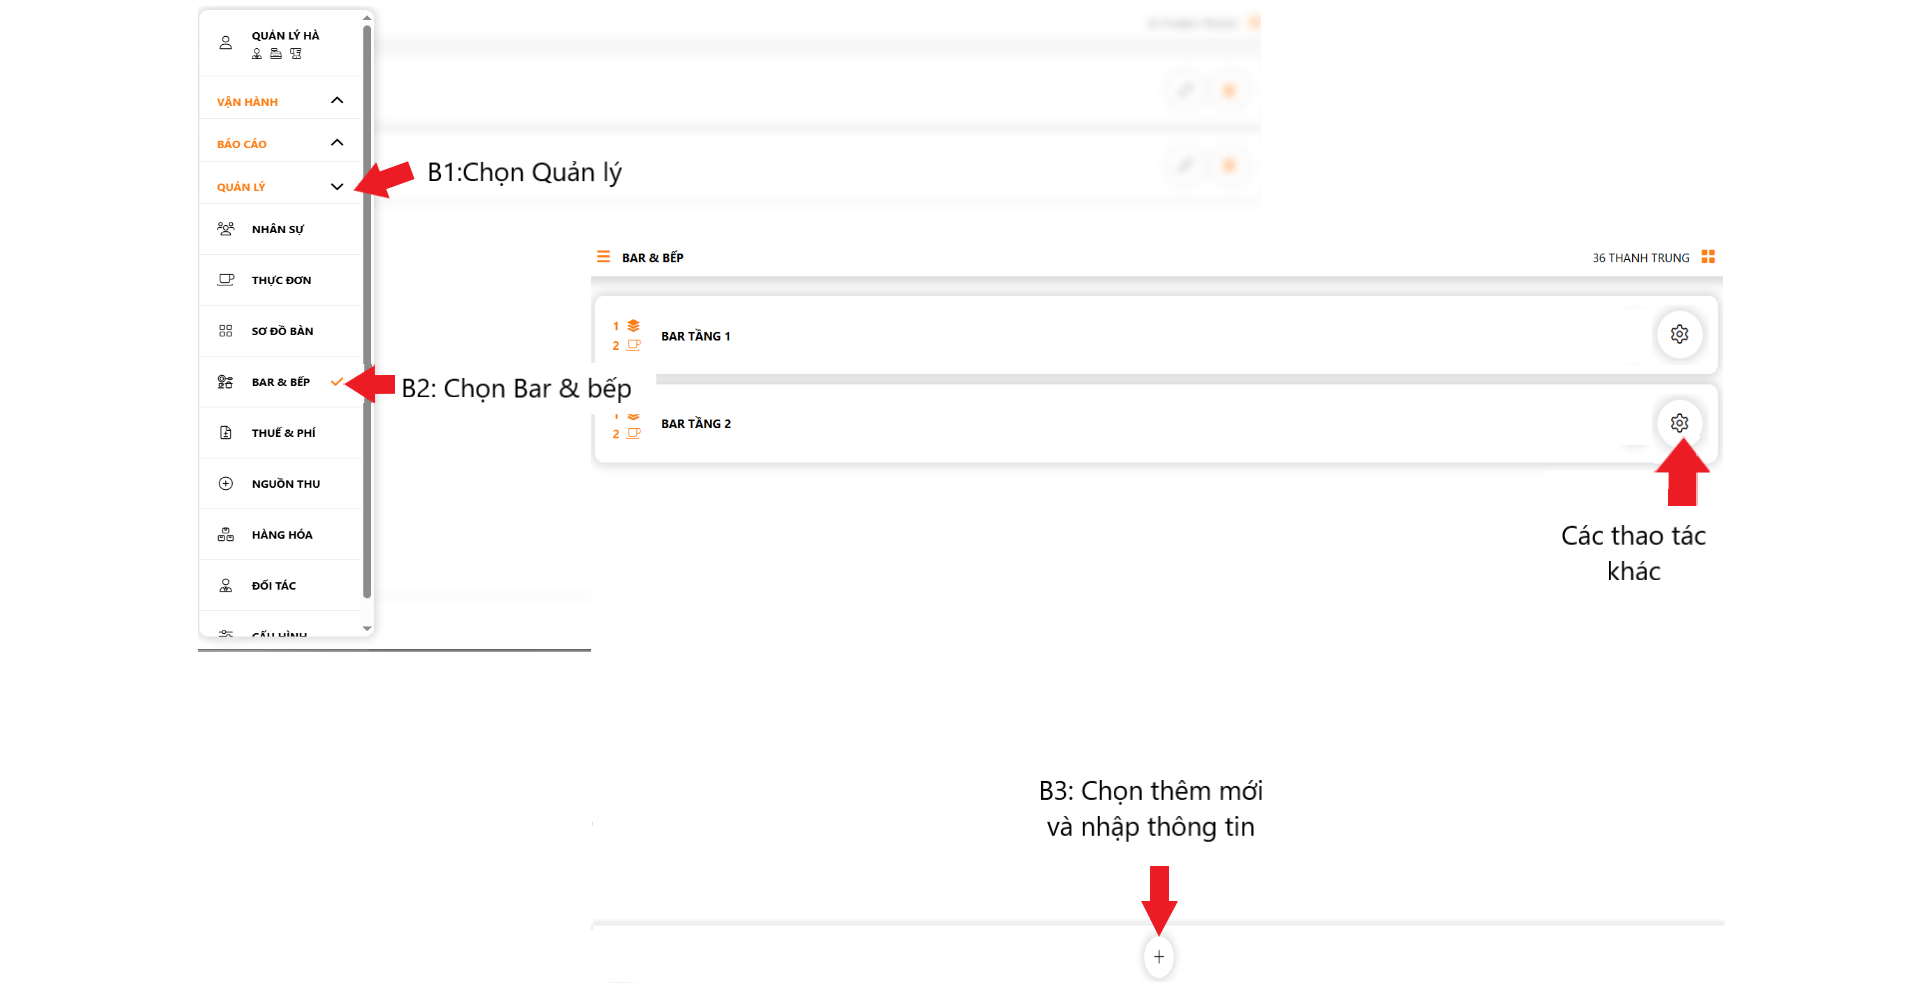 QUẢN LÝ HÀ
VẬN HÀNH
BÁO CÁO
QUẢN LÝ
NHÂN SỰ
THỰC ĐƠN
SƠ ĐỒ BÀN
BAR & BẾP
THUẾ & PHÍ
NGUỒN THU
HÀNG HÓA
ĐỐI TÁC
CẤU HÌNH
B1:Chọn Quản lý
B2: Chọn Bar & bếp
BAR & BẾP
36 THANH TRUNG
1
2
BAR TẦNG 1
1
2
BAR TẦNG 2
Các thao tác
khác
B3: Chọn thêm mới
và nhập thông tin